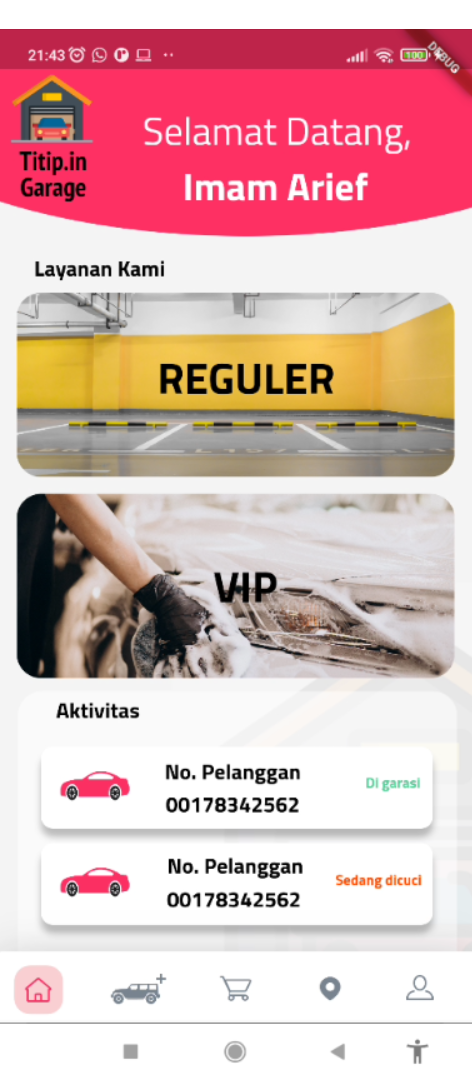 21:43
100
DEBUG
Titip.in
Garage
Selamat Datang,
Imam Arief
Layanan Kami
REGULER
VIP
Aktivitas
No. Pelanggan
00178342562
Di garasi
No. Pelanggan
00178342562
Sedang dicuci